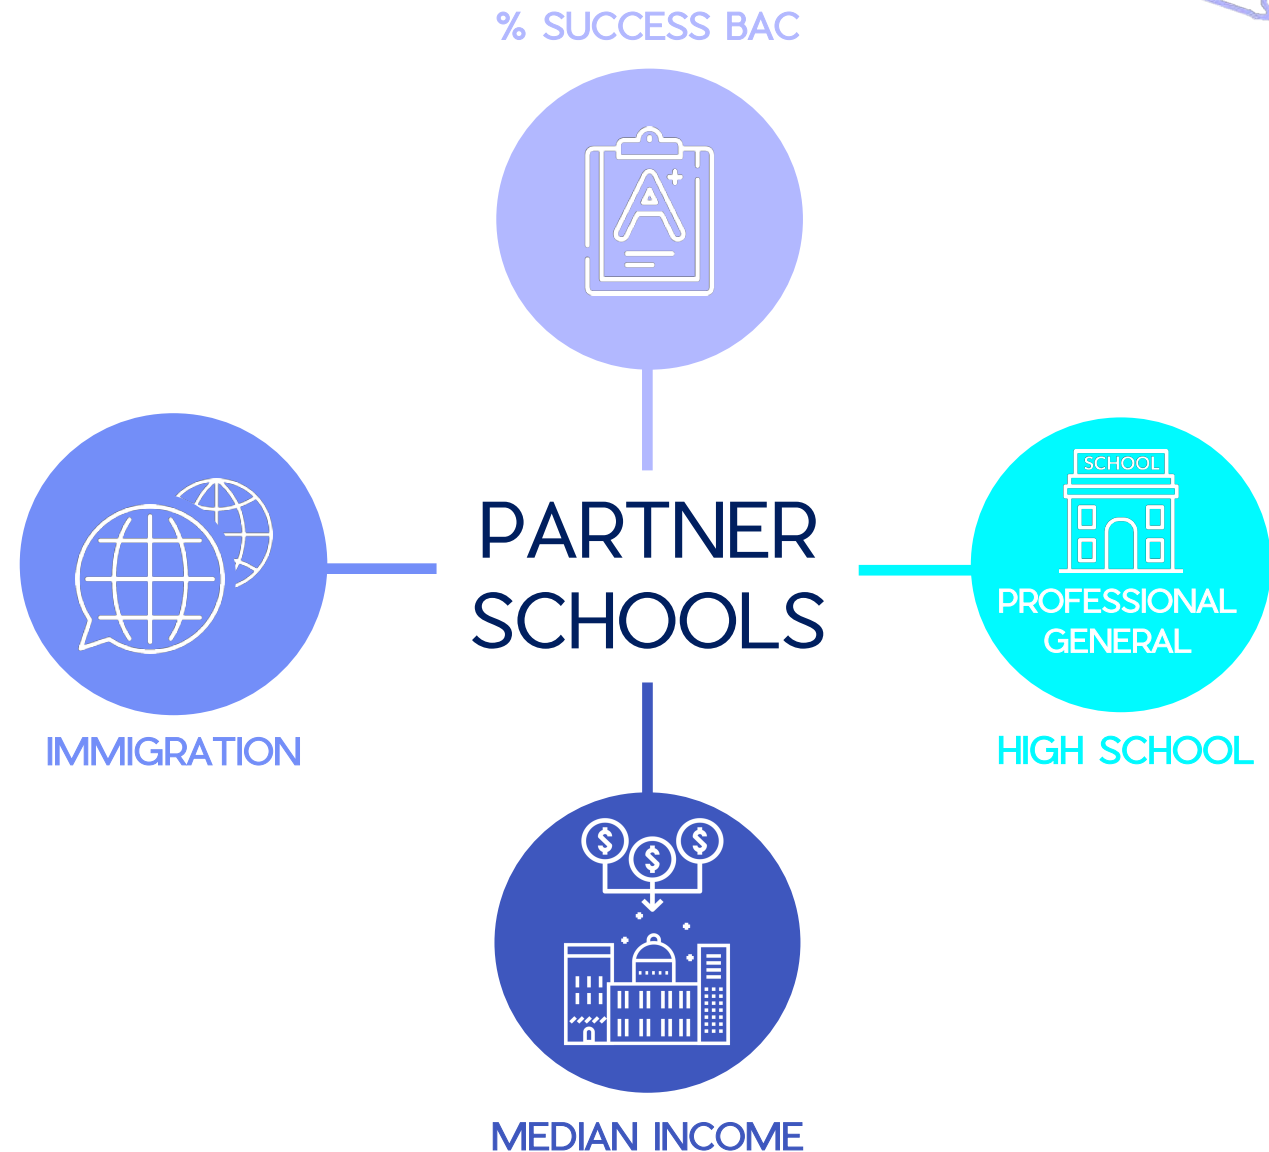 % SUCCESS BAC
A+
PARTNER
SCHOOLS
SCHOOL
PROFESSIONAL
GENERAL
IMMIGRATION
HIGH SCHOOL
$ $ $
MEDIAN INCOME